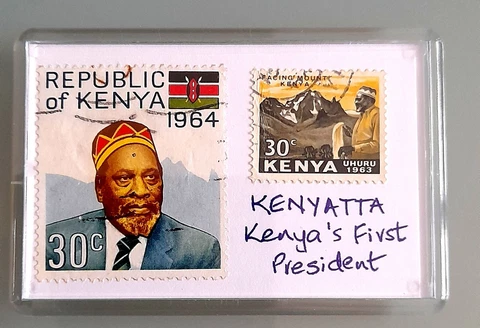 REPUBLIC
of KENYA
1964
30c
FACING MOUNT
KENYA
30c
KENYA UHURU
1963
KENYATTA
Kenya's First
President